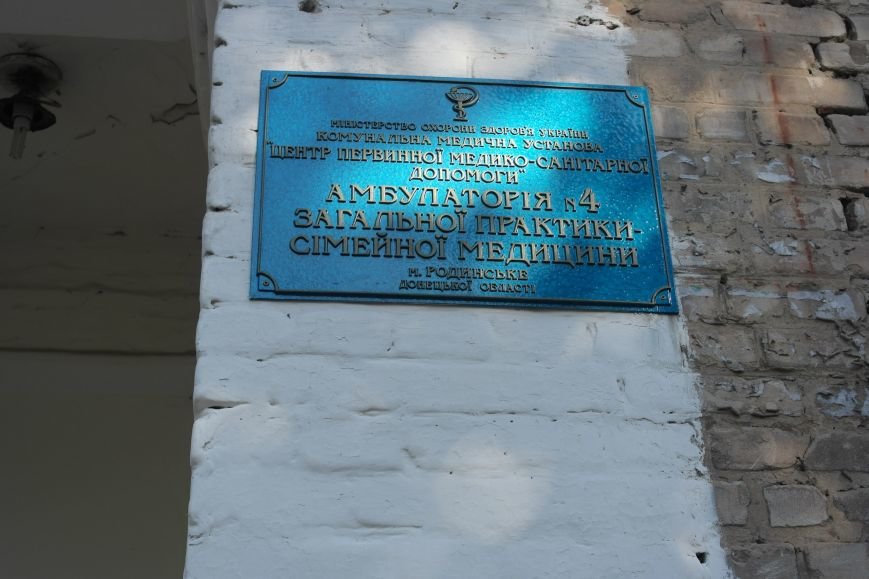 МІНІСТЕРСТВО ОХОРОНИ ЗДОРОВ'Я УКРАЇНИ
КОМУНАЛЬНА МЕДИЧНА УСТАНОВА
"ЦЕНТР ПЕРВИННОЇ МЕДИКО-САНІТАРНОЇ
ДОПОМОГИ"
АМБУЛАТОРІЯ №4
ЗАГАЛЬНОЇ ПРАКТИКИ-
СІМЕЙНОЇ МЕДИЦИНИ
м. РОДИНСЬКЕ
ДОНЕЦЬКОЇ ОБЛАСТІ